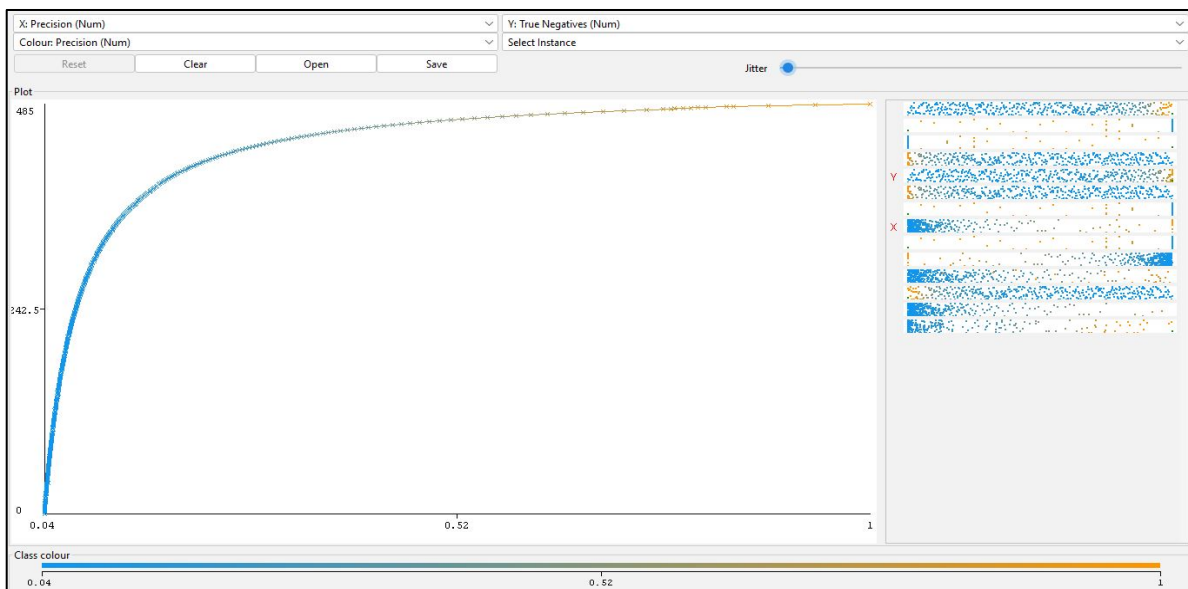 X: Precision (Num)
Y: True Negatives (Num)
Colour: Precision (Num)
Select Instance
Reset
Clear
Open
Save
Jitter
Plot
485
242.5
0
0.04
0.52
1
Y
X
Class colour
0.04
0.52
1